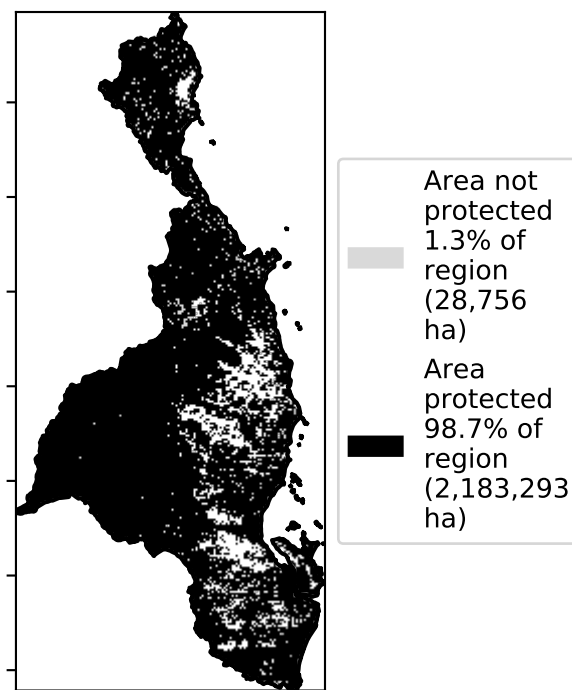 Area not
protected
1.3% of
region
(28,756
ha)
Area
protected
98.7% of
region
(2,183,293
ha)